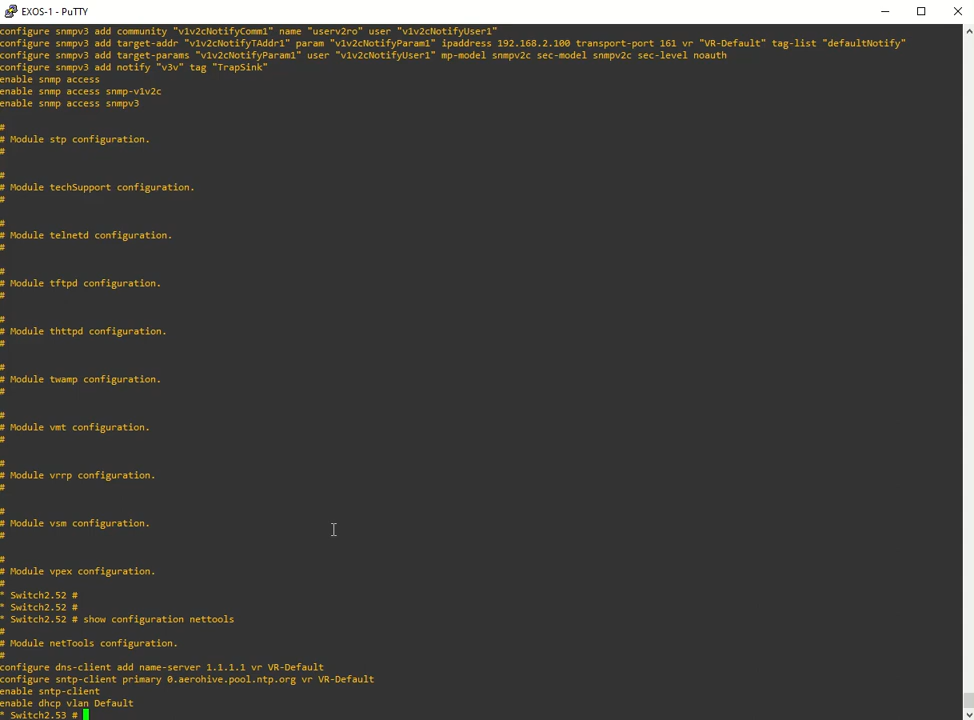 EXOS-1 - PuTTY
configure snmpv3 add community "v1v2cNotifyComm1" name "userv2ro" user "v1v2cNotifyUser1"
configure snmpv3 add target-addr "v1v2cNotifyTAddr1" param "v1v2cNotifyParam1" ipaddress 192.168.2.100 transport-port 161 vr "VR-Default" tag-list "defaultNotify"
configure snmpv3 add target-params "v1v2cNotifyParam1" user "v1v2cNotifyUser1" mp-model snmpv2c sec-model snmpv2c sec-level noauth
configure snmpv3 add notify "v3v" tag "TrapSink"
enable snmp access
enable snmp access snmp-v1v2c
enable snmp access snmpv3
#
# Module stp configuration.
#
#
# Module techSupport configuration.
#
#
# Module telnetd configuration.
#
#
# Module tftpd configuration.
#
#
# Module thttpd configuration.
#
#
# Module twamp configuration.
#
#
# Module vmt configuration.
#
#
# Module vrrp configuration.
#
#
# Module vsm configuration.
#
#
# Module vpex configuration.
#
* Switch2.52 #
* Switch2.52 #
* Switch2.52 # show configuration nettools
#
# Module netTools configuration.
#
configure dns-client add name-server 1.1.1.1 vr VR-Default
configure sntp-client primary 0.aerohive.pool.ntp.org vr VR-Default
enable sntp-client
enable dhcp vlan Default
* Switch2.53 #